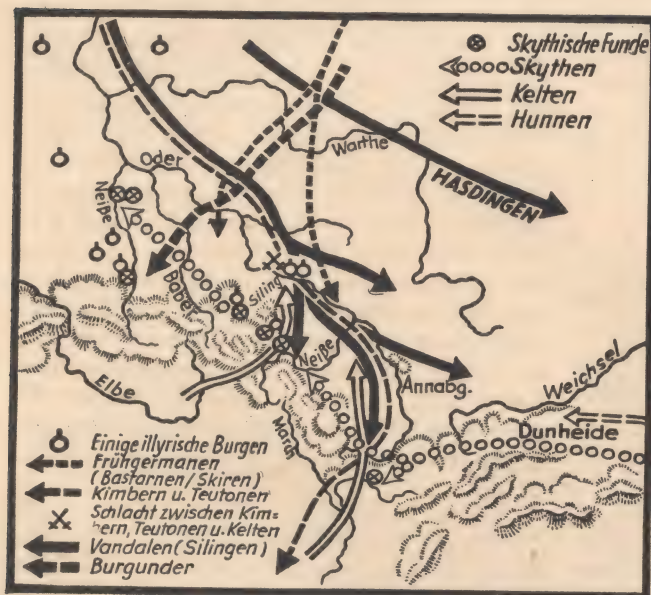 Skythische Funde
Skythen
Kelten
Hunnen
Oder
Warthe
HASDINGEN
Neiße
Bober
Siling
Neiße
Elbe
March
Annabg.
Weichsel
Dunheide
Einige illyrische Burgen
Frühgermanen
(Bastarnen/Skiren)
Kimbern u. Teutonen
Schlacht zwischen Kim=
bern, Teutonen u. Kelten
Vandalen (Silingen)
Burgunder